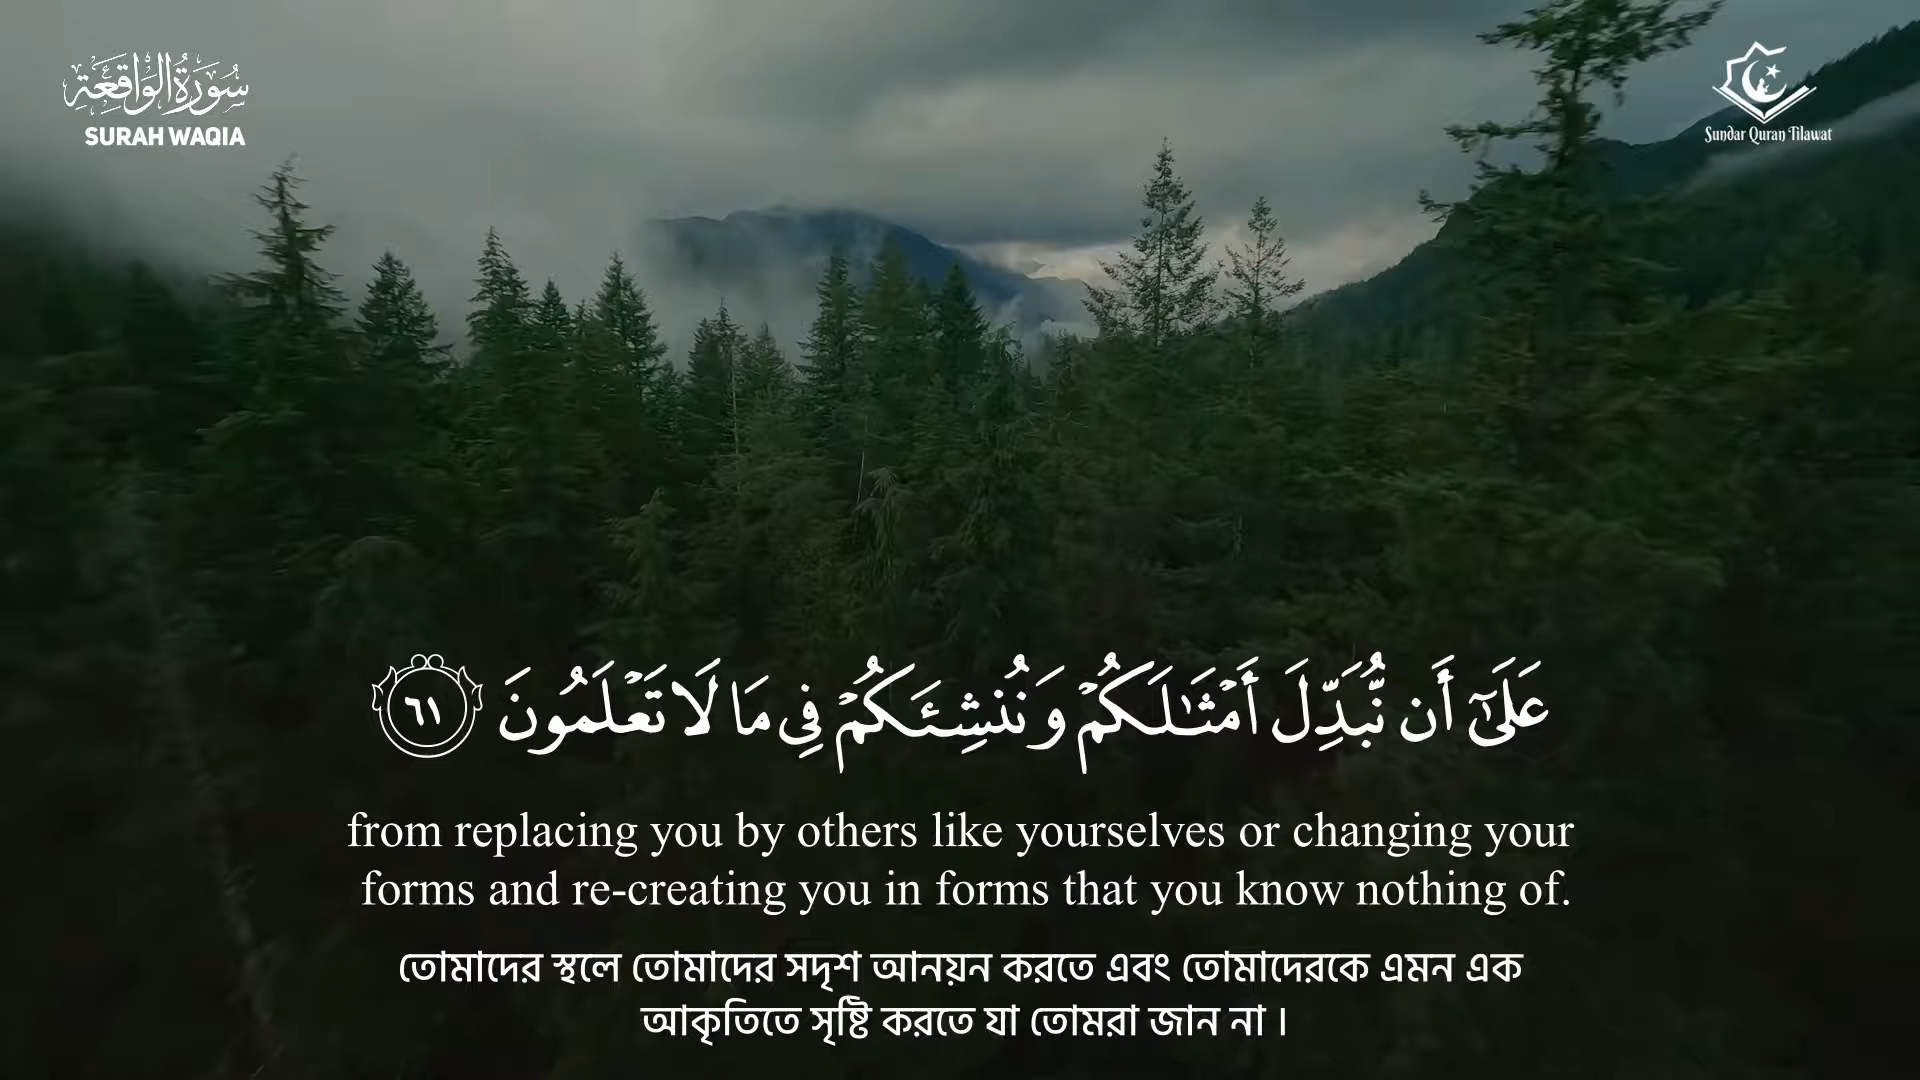 سُورَةُ الْوَاقِعَة
SURAH WAQIA
Sundar Quran Tilawat
عَلَىٰٓ أَن نُّبَدِّلَ أَمْثَـٰلَكُمْ وَنُنشِئَكُمْ فِى مَا لَا تَعْلَمُونَ ٦١
from replacing you by others like yourselves or changing your
forms and re-creating you in forms that you know nothing of.
তোমাদের স্থলে তোমাদের সদৃশ আনয়ন করতে এবং তোমাদেরকে এমন এক
আকৃতিতে সৃষ্টি করতে যা তোমরা জান না ।